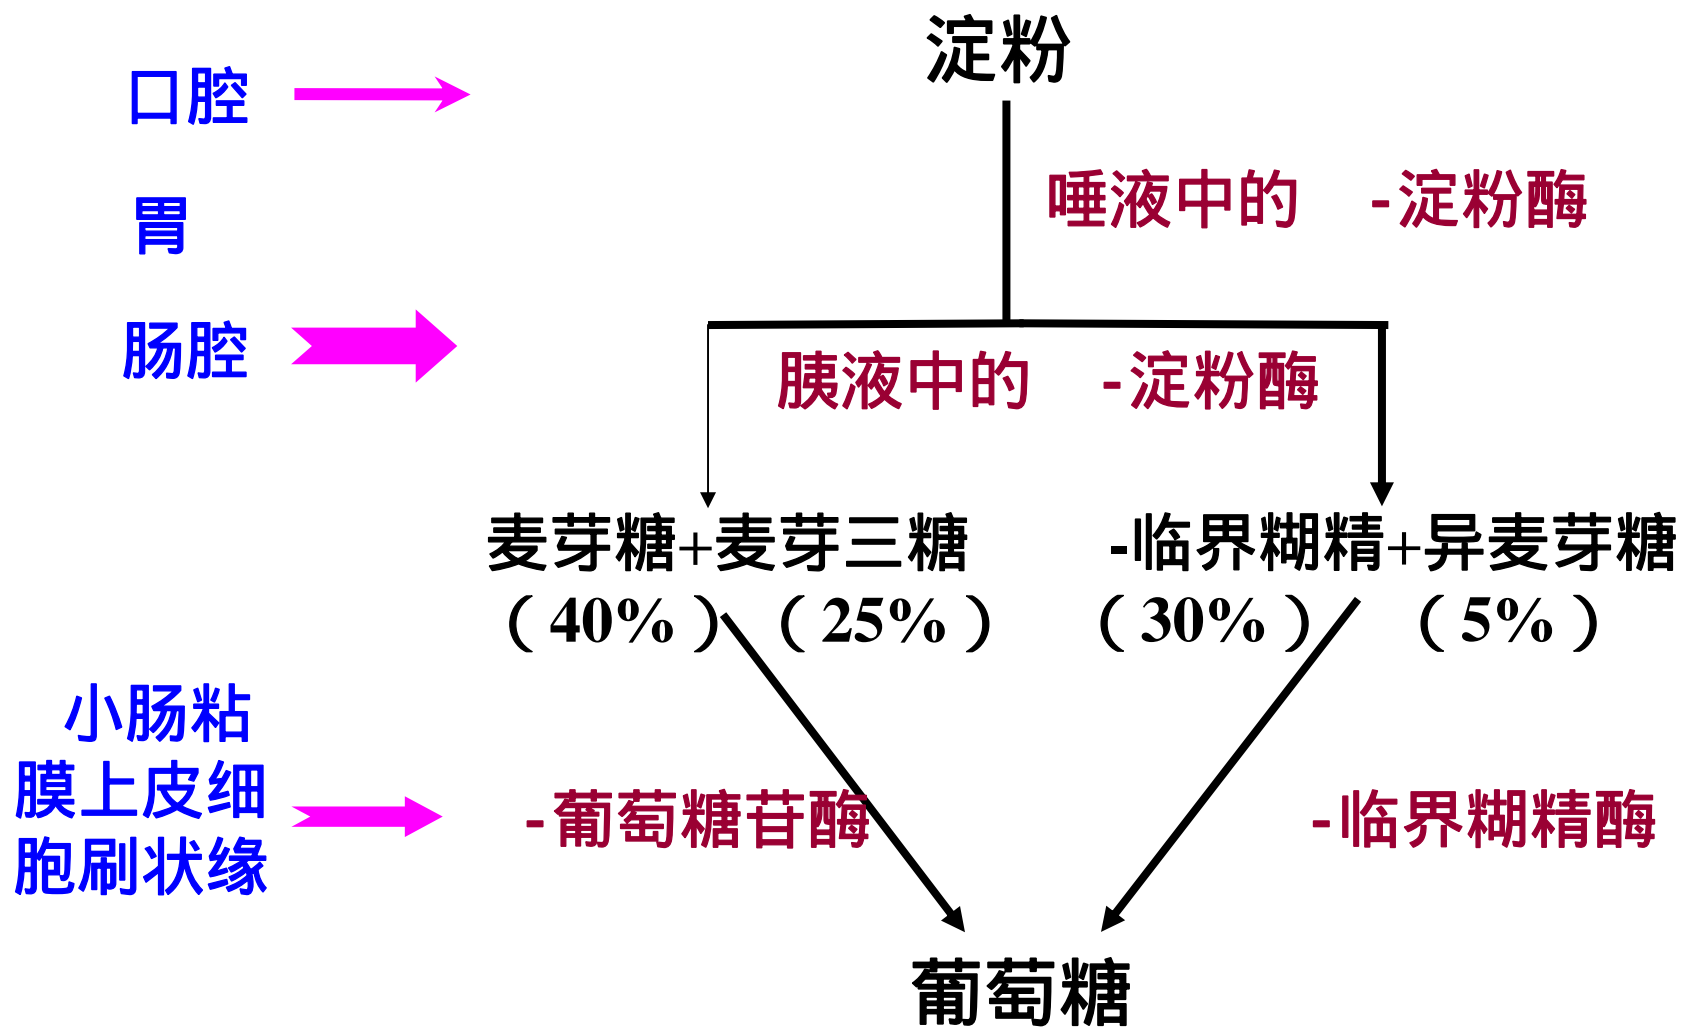 淀粉
口腔
唾液中的 -淀粉酶
胃
肠腔
胰液中的 -淀粉酶
麦芽糖+麦芽三糖 -临界糊精+异麦芽糖
（40%）（25%） （30%） （5%）
小肠粘
膜上皮细
胞刷状缘
-葡萄糖苷酶 -临界糊精酶
葡萄糖